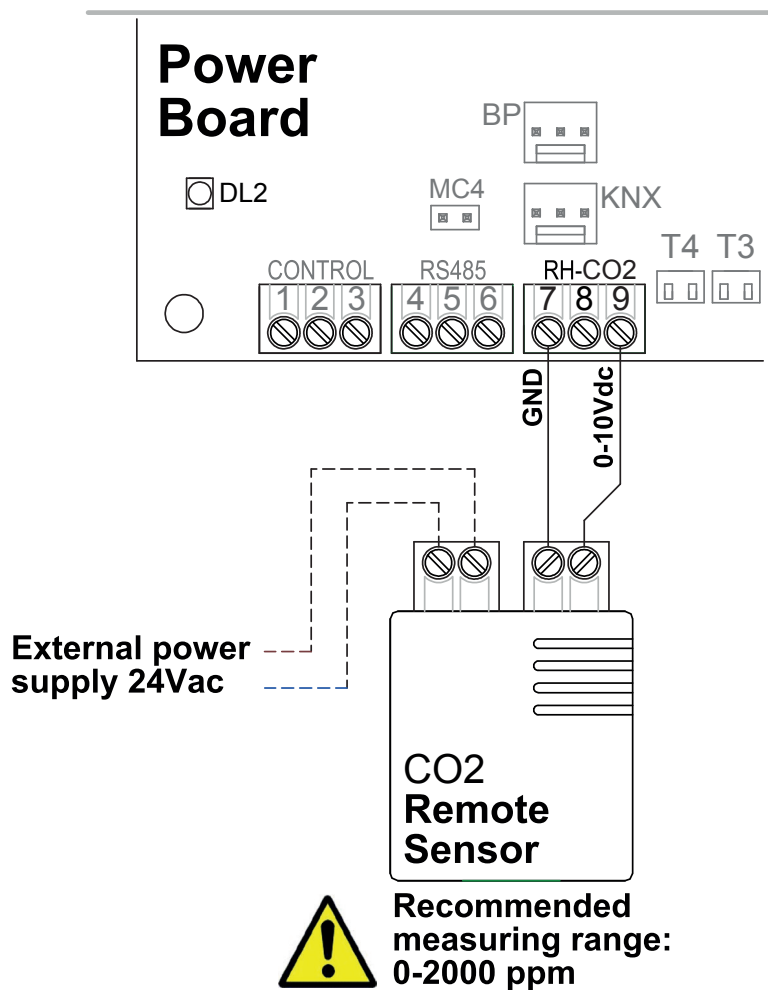 Power
Board
BP
DL2
MC4
KNX
T4 T3
CONTROL RS485 RH-CO2
1 2 3 4 5 6 7 8 9
GND
0-10Vdc
External power
supply 24Vac
CO2
Remote
Sensor
!
Recommended
measuring range:
0-2000 ppm